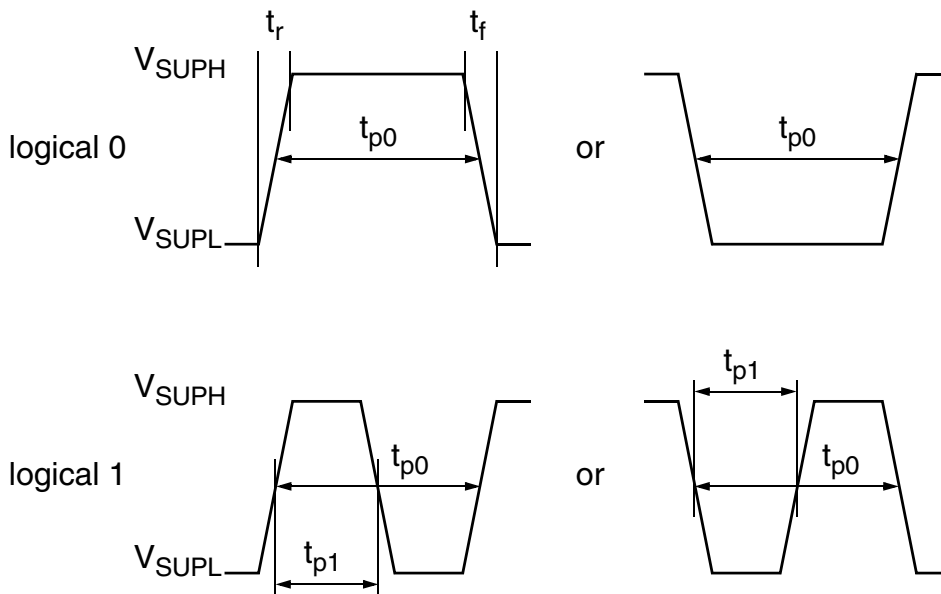 t_r t_f
V_SUPH
logical 0 t_p0 or t_p0
V_SUPL
t_p1
V_SUPH
logical 1 t_p0 or t_p0
V_SUPL t_p1